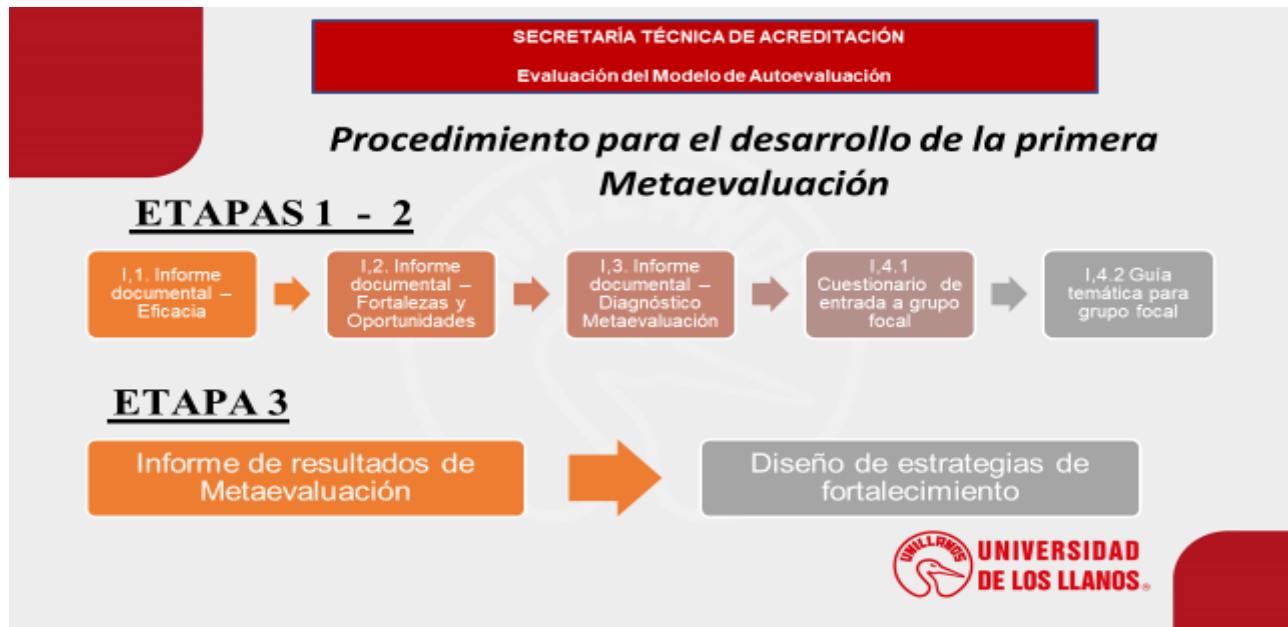 SECRETARÍA TÉCNICA DE ACREDITACIÓN
Evaluación del Modelo de Autoevaluación
Procedimiento para el desarrollo de la primera
Metaevaluación
ETAPAS 1 - 2
I,1. Informe
documental –
Eficacia
I,2. Informe
documental –
Fortalezas y
Oportunidades
I,3. Informe
documental –
Diagnóstico
Metaevaluación
I,4.1
Cuestionario de
entrada a grupo
focal
I,4.2 Guía
temática para
grupo focal
ETAPA 3
Informe de resultados de
Metaevaluación
Diseño de estrategias de
fortalecimiento
UNILLANOS
UNIVERSIDAD
DE LOS LLANOS®